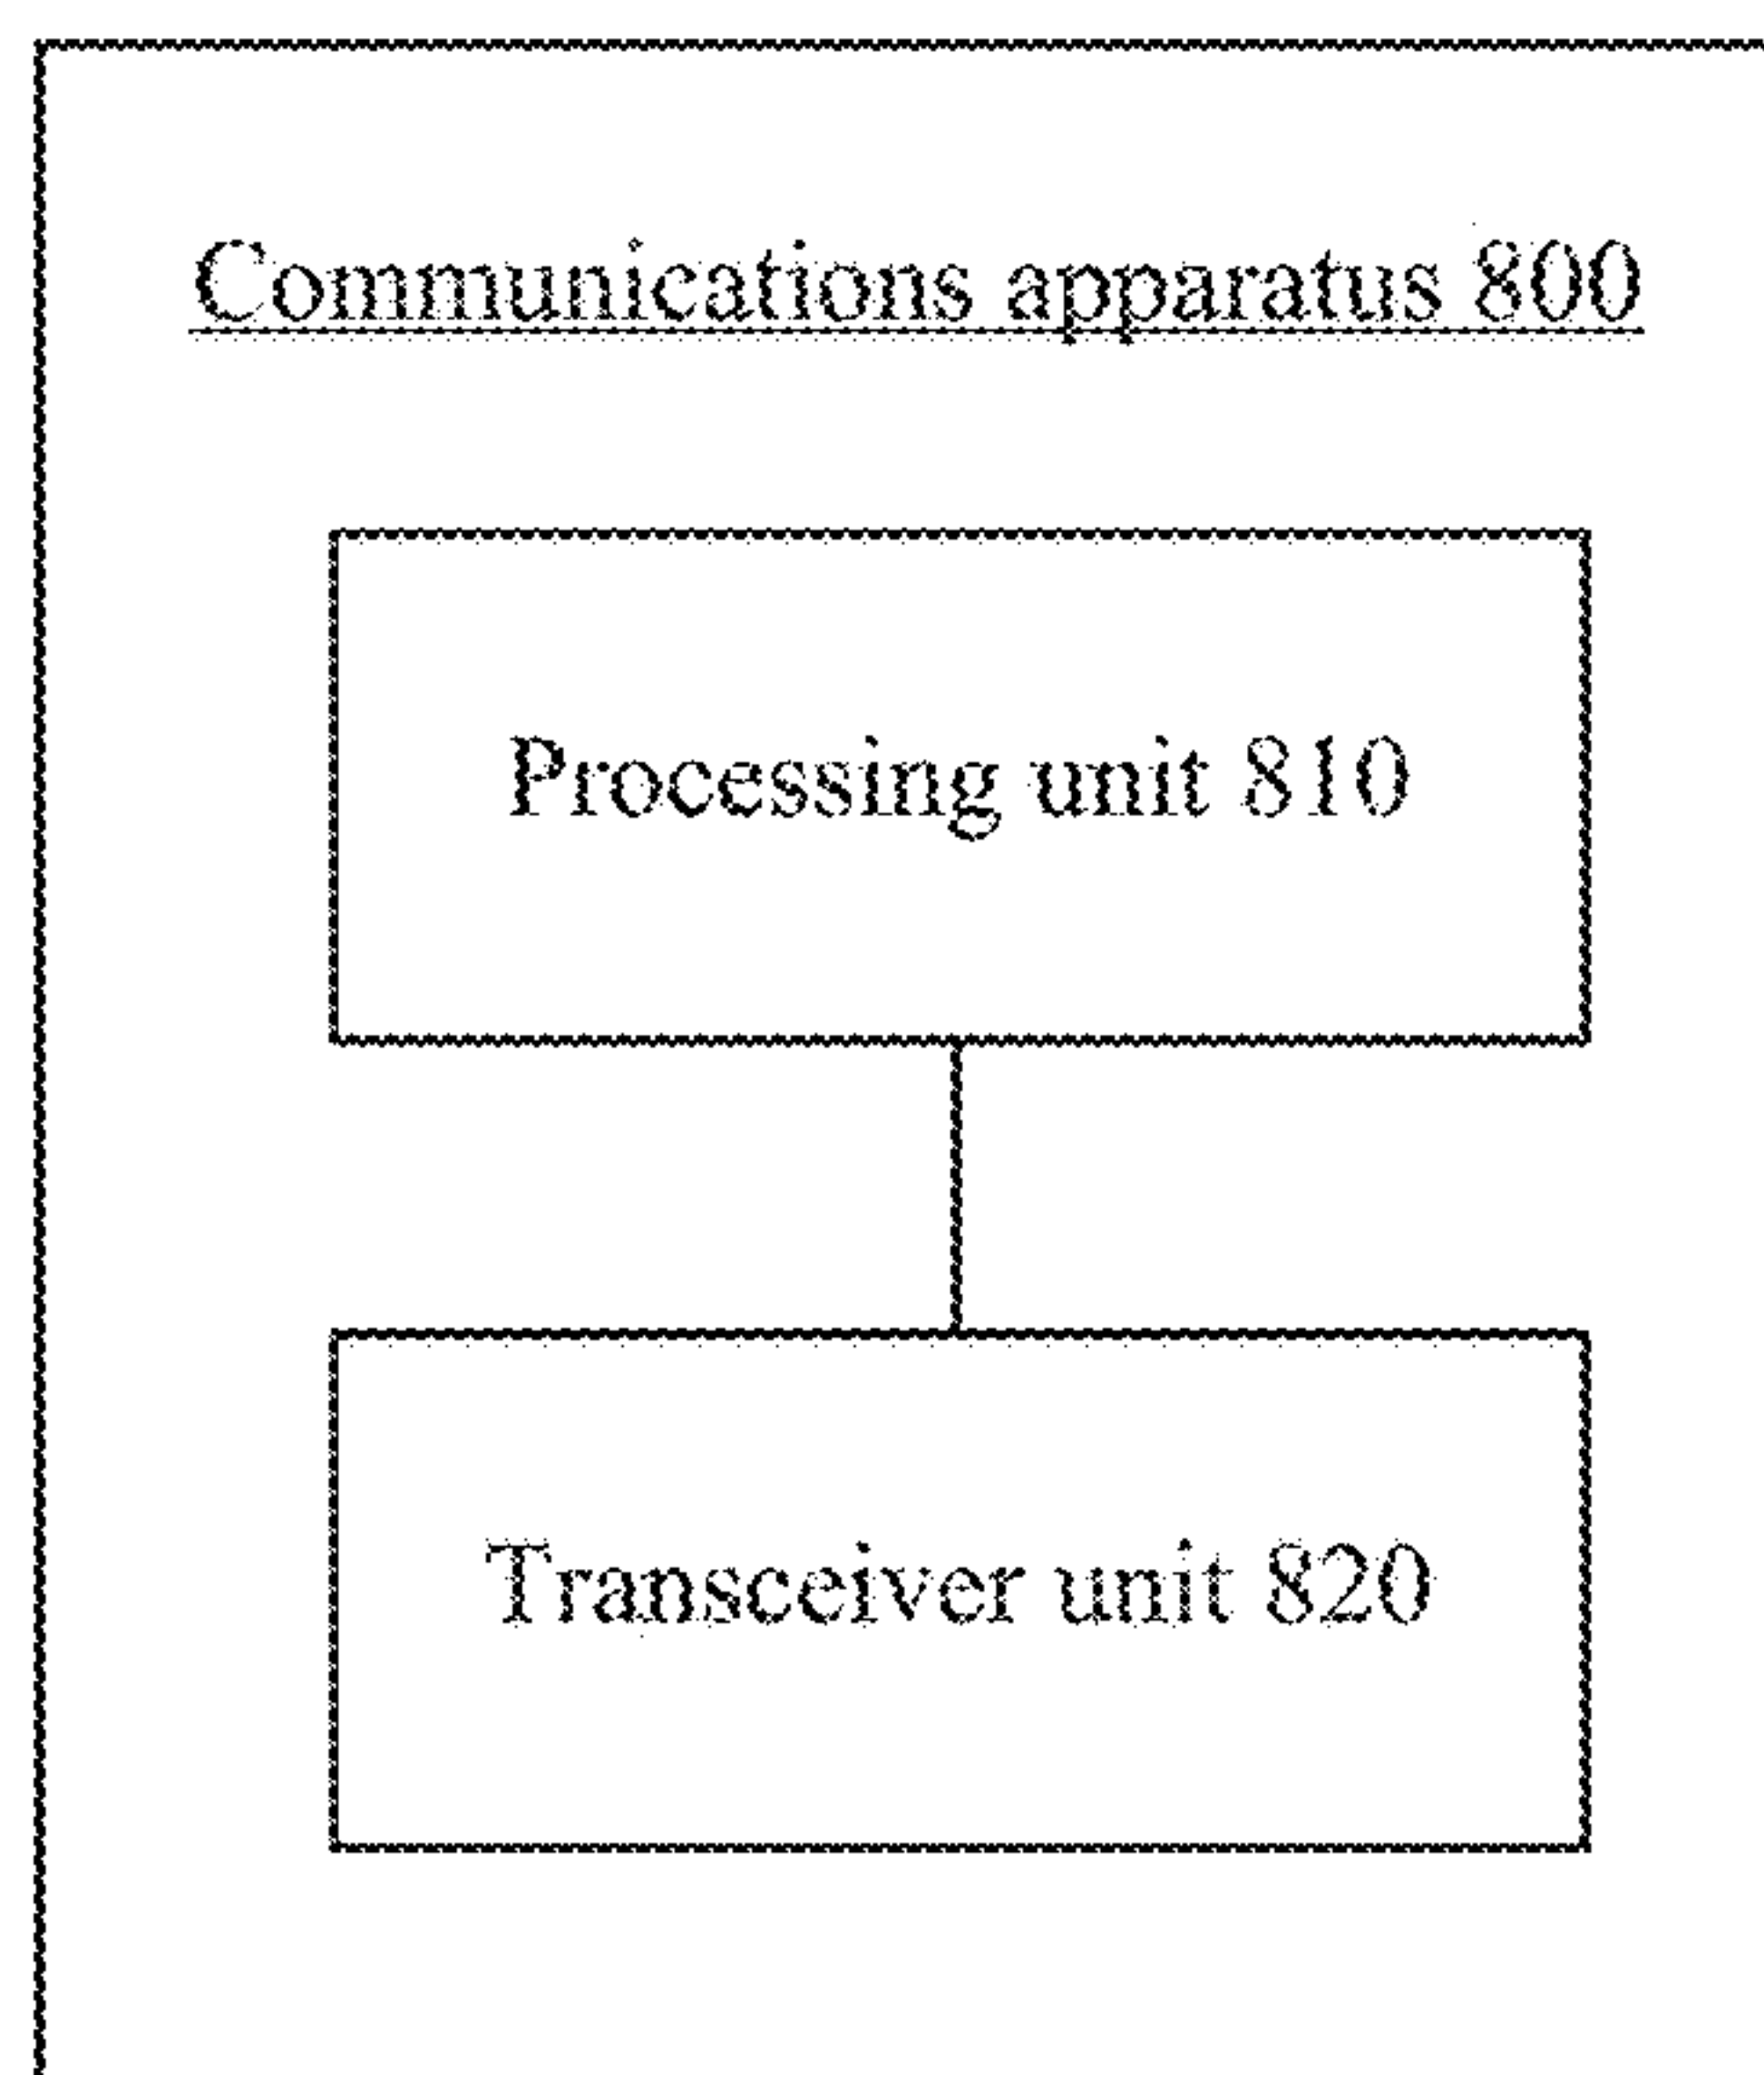 Communications apparatus 800
Processing unit 810
Transceiver unit 820